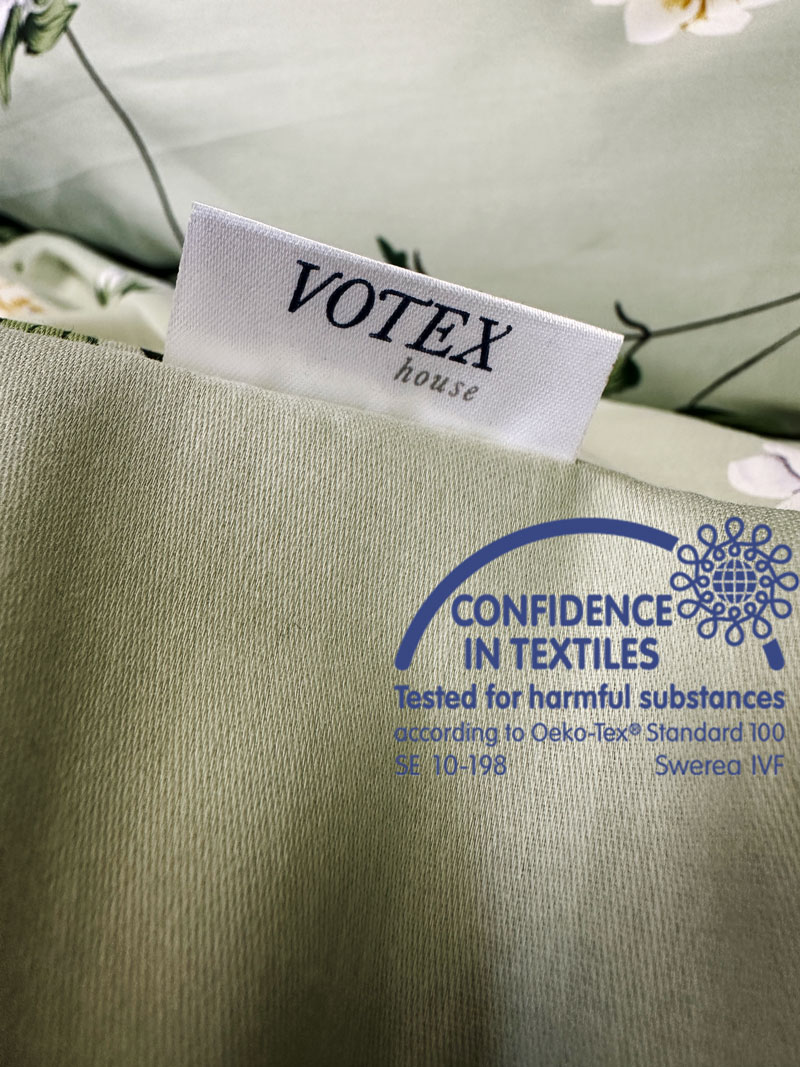 VOTEX
house
CONFIDENCE
IN TEXTILES
Tested for harmful substances
according to Oeko-Tex® Standard 100
SE 10-198 Swerea IVF